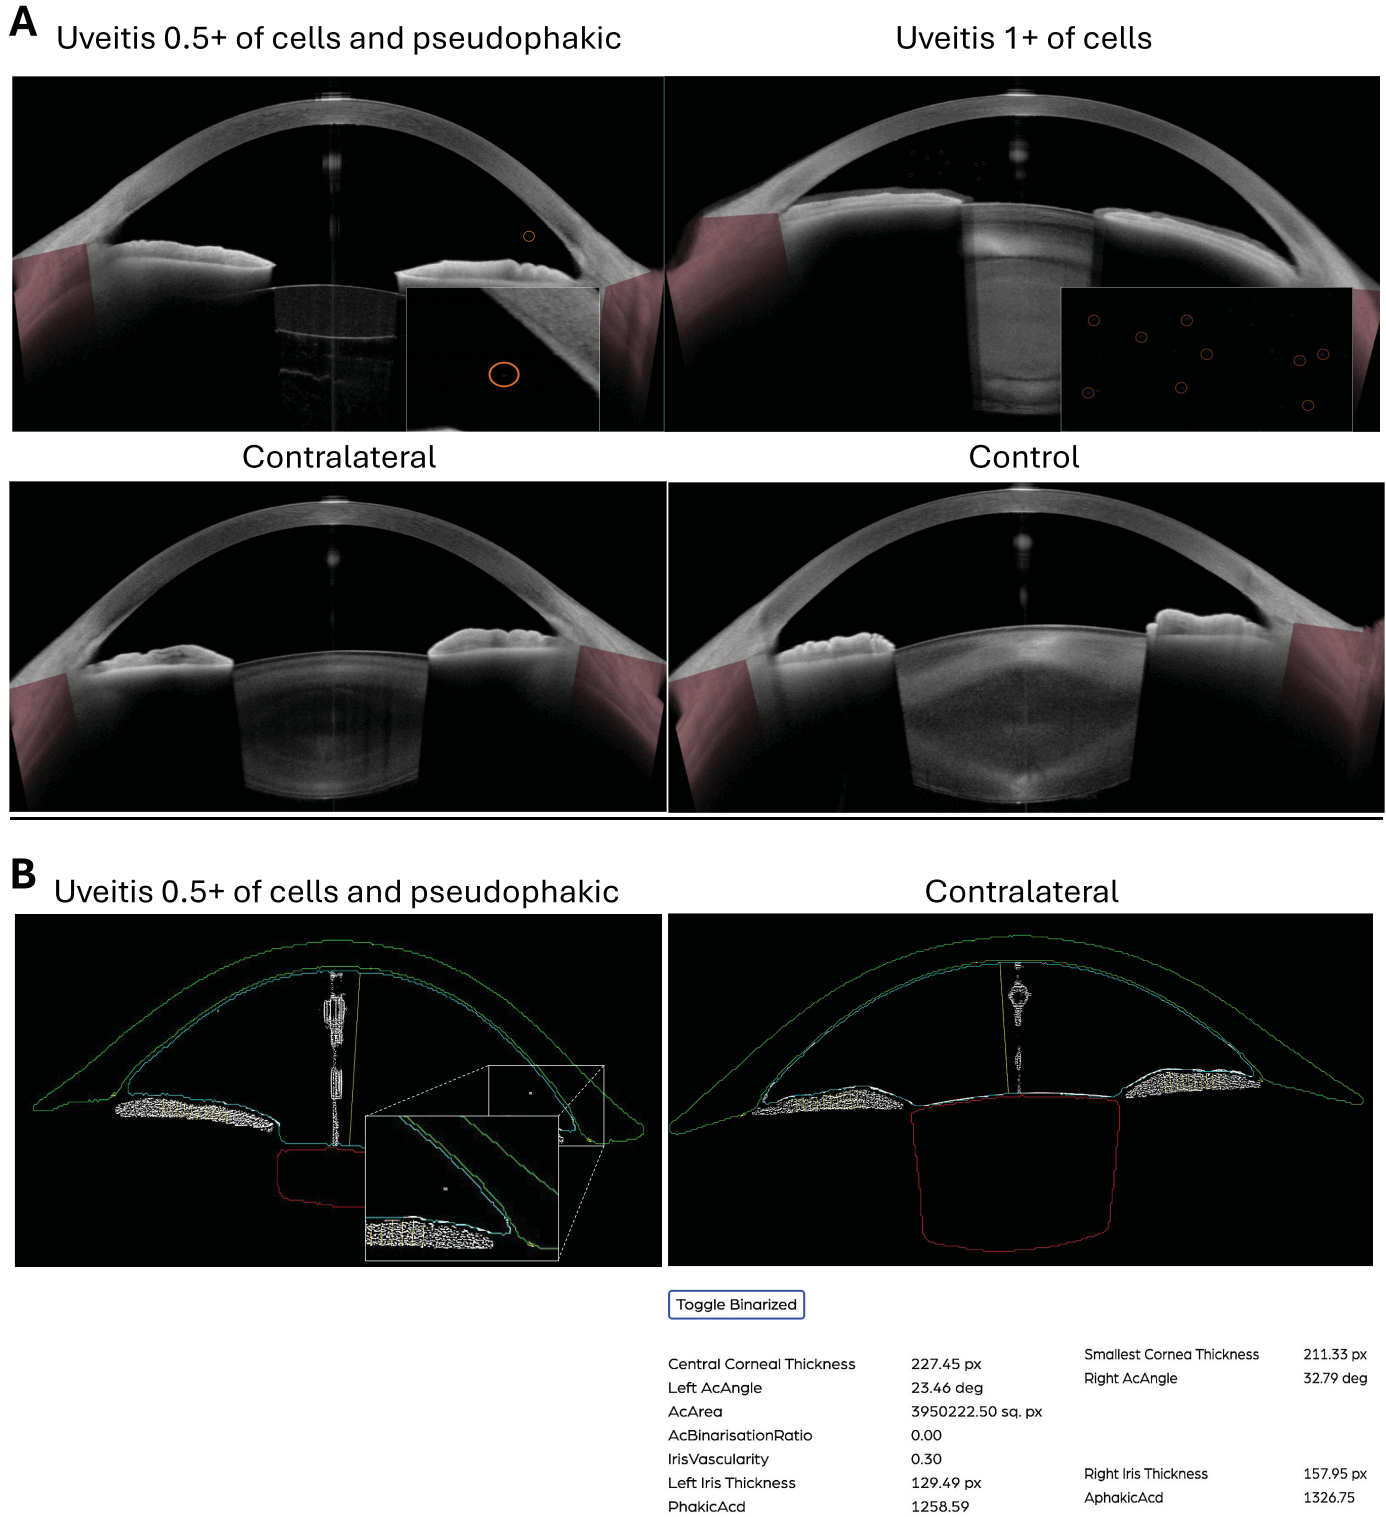 A
Uveitis 0.5+ of cells and pseudophakic
Uveitis 1+ of cells
Contralateral
Control
B
Uveitis 0.5+ of cells and pseudophakic
Contralateral
Toggle Binarized
Central Corneal Thickness 227.45 px
Smallest Cornea Thickness 211.33 px
Left AcAngle 23.46 deg
Right AcAngle 32.79 deg
AcArea 3950222.50 sq. px
AcBinarisationRatio 0.00
IrisVascularity 0.30
Left Iris Thickness 129.49 px
Right Iris Thickness 157.95 px
PhakicAcd 1258.59
AphakicAcd 1326.75